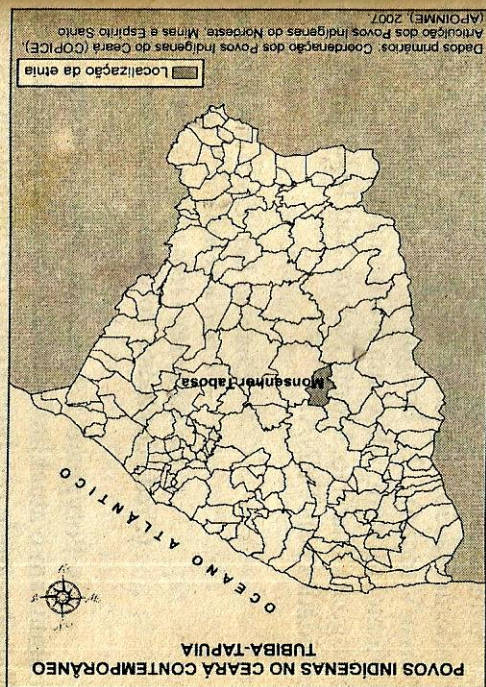 POVOS INDÍGENAS NO CEARÁ CONTEMPORÂNEO
TUBIBA-TAPUIA
OCEANO ATLÂNTICO
Monsenhor Tabosa
Localização da etnia
Dados primários: Coordenação dos Povos Indígenas do Ceará (COPICE),
Articulção dos Povos Indígenas do Nordeste, Minas e Espírito Santo
(APOINME), 2007.